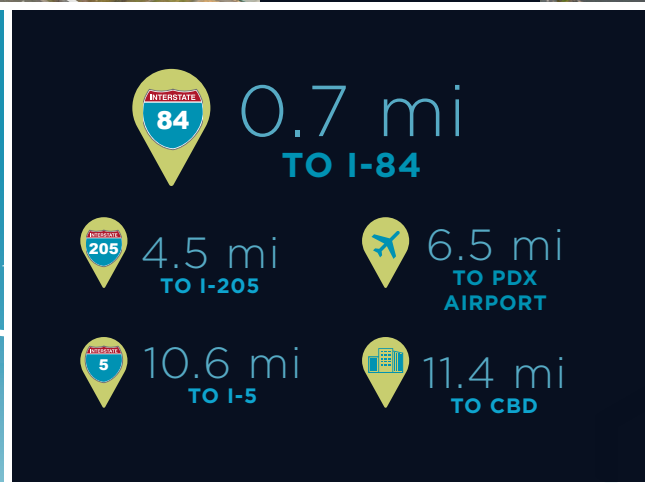 INTERSTATE
84
0.7 mi
TO I-84
INTERSTATE
205
4.5 mi
TO I-205
6.5 mi
TO PDX
AIRPORT
INTERSTATE
5
10.6 mi
TO I-5
11.4 mi
TO CBD